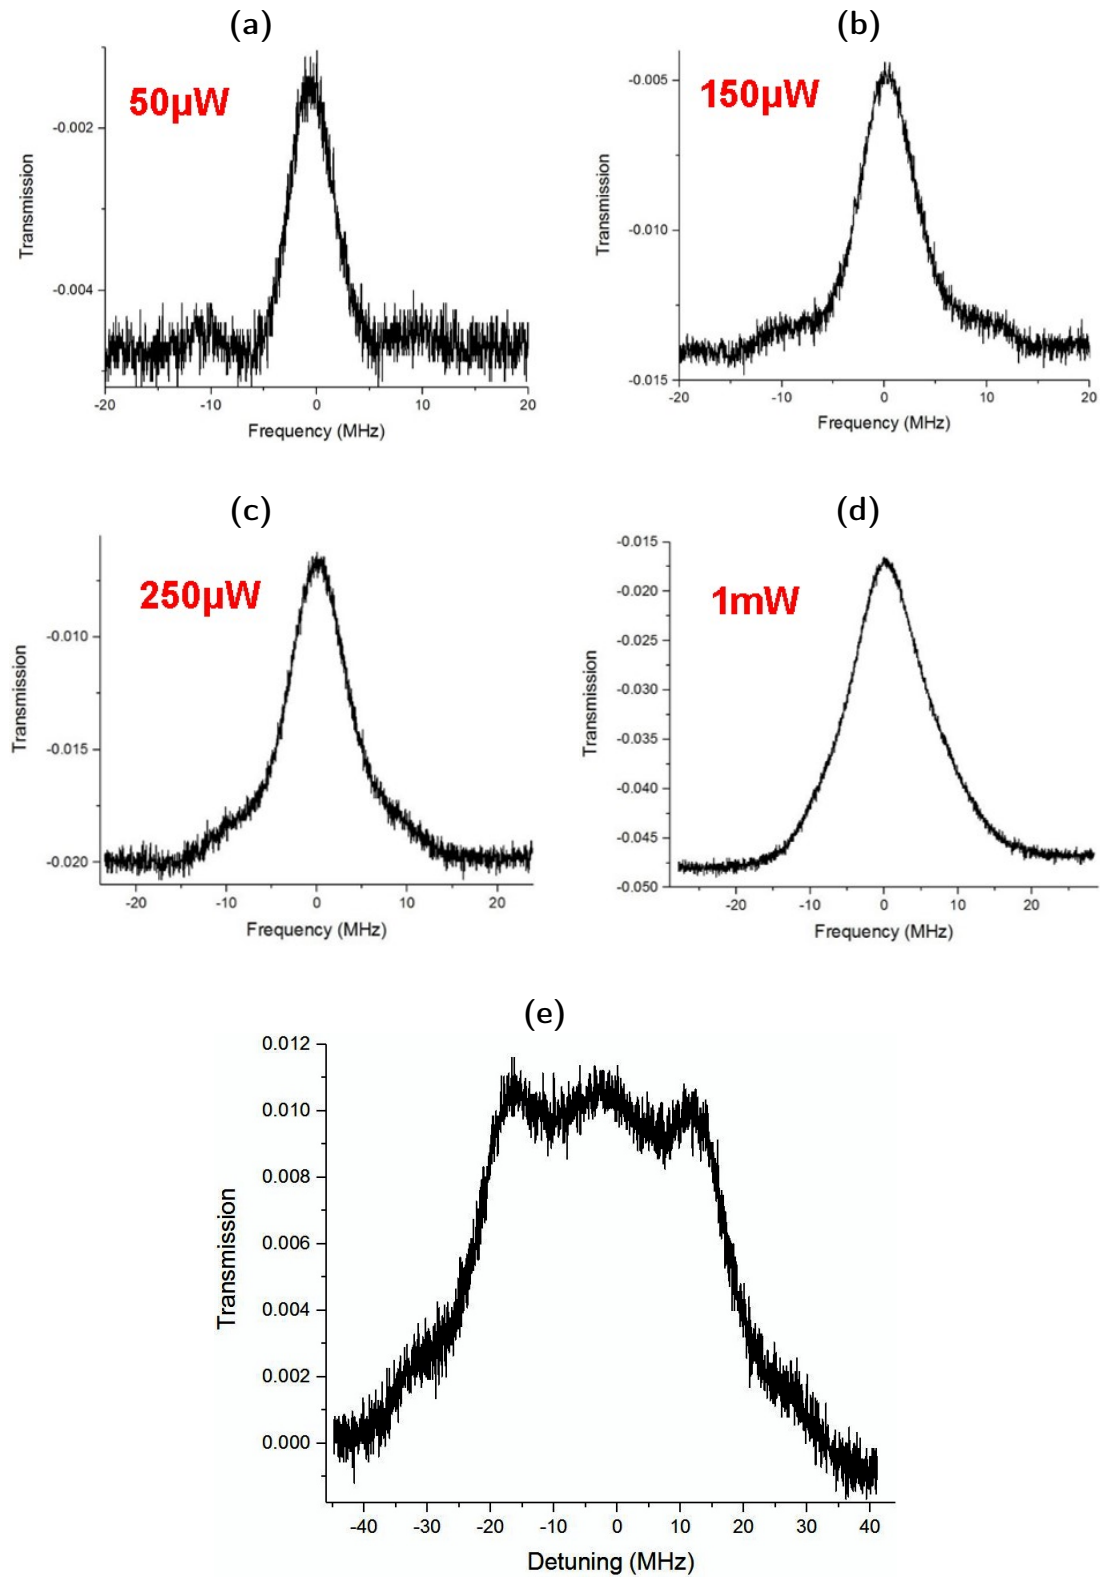 (a)
50µW
-0.002
-0.004
Transmission
-20 -10 0 10 20
Frequency (MHz)
(b)
150µW
-0.005
-0.010
-0.015
Transmission
-20 -10 0 10 20
Frequency (MHz)
(c)
250µW
-0.010
-0.015
-0.020
Transmission
-20 -10 0 10 20
Frequency (MHz)
(d)
1mW
-0.015
-0.020
-0.025
-0.030
-0.035
-0.040
-0.045
-0.050
Transmission
-20 -10 0 10 20
Frequency (MHz)
(e)
0.012
0.010
0.008
0.006
0.004
0.002
0.000
Transmission
-40 -30 -20 -10 0 10 20 30 40
Detuning (MHz)